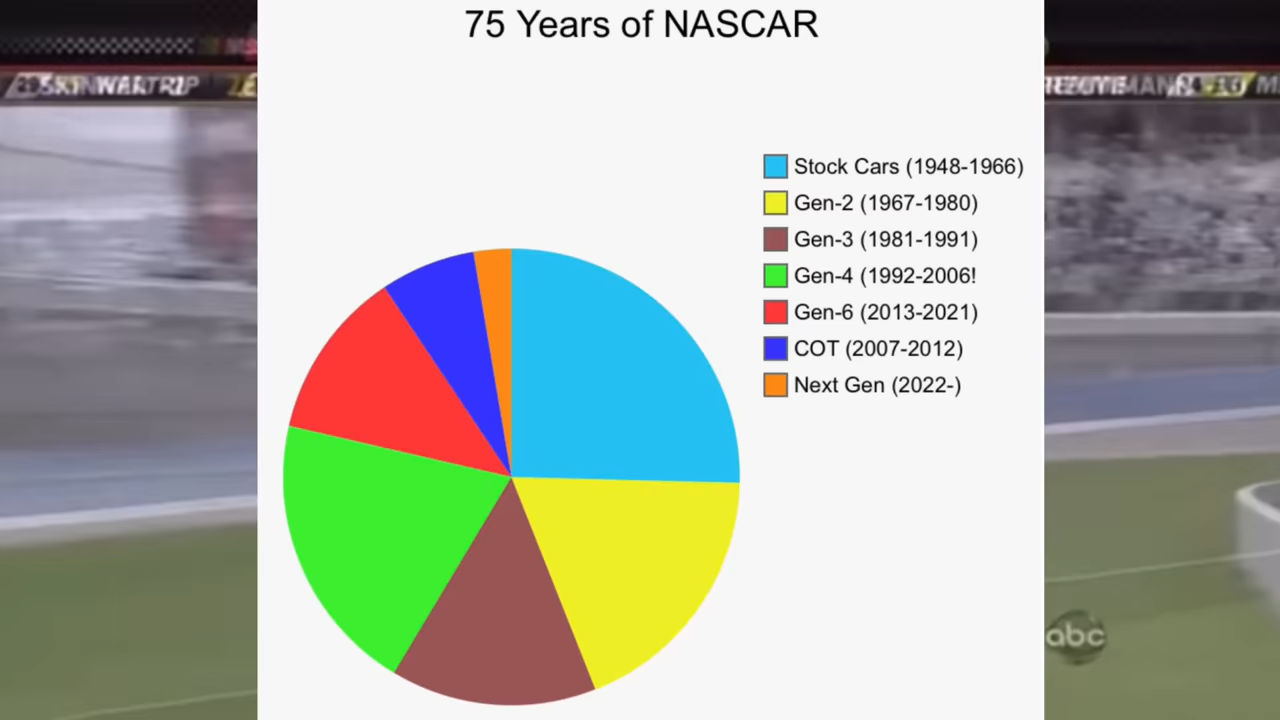 75 Years of NASCAR
Stock Cars (1948-1966)
Gen-2 (1967-1980)
Gen-3 (1981-1991)
Gen-4 (1992-2006!
Gen-6 (2013-2021)
COT (2007-2012)
Next Gen (2022-)
abc